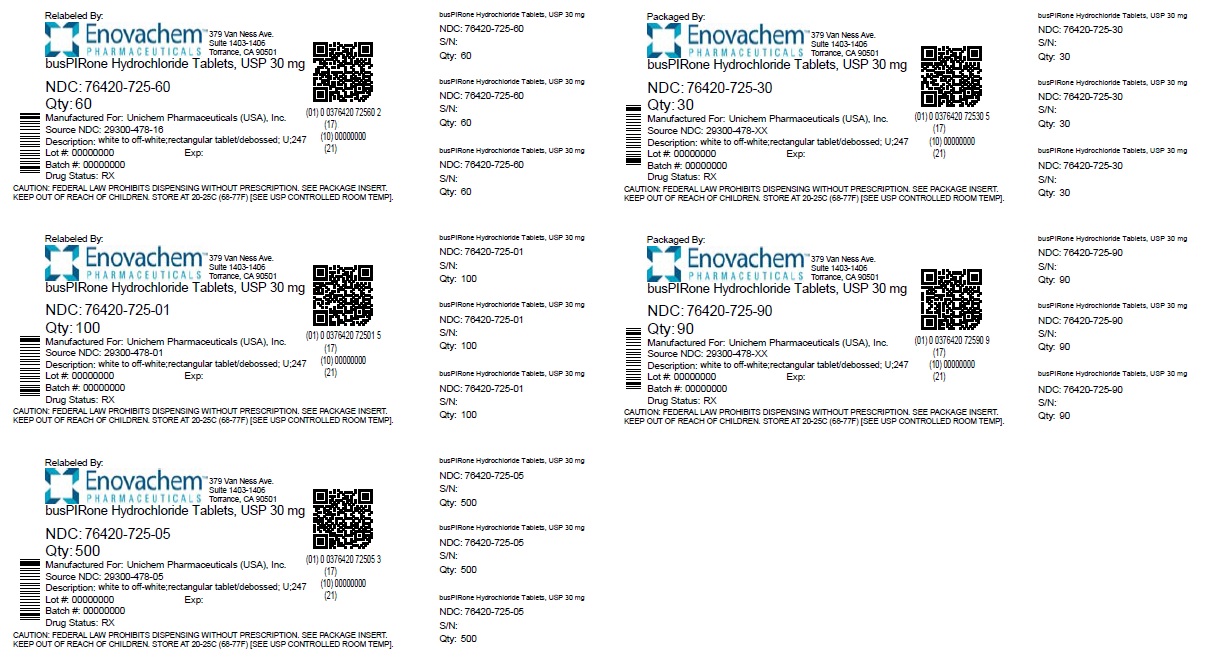 Relabeled By:
Enovachem™
PHARMACEUTICALS
379 Van Ness Ave.
Suite 1403-1406
Torrance, CA 90501
busPIRone Hydrochloride Tablets, USP 30 mg
NDC: 76420-725-60
Qty: 60
Manufactured For: Unichem Pharmaceuticals (USA), Inc.
Source NDC: 29300-478-16
Description: white to off-white;rectangular tablet/debossed; U;247
Lot #: 00000000 Exp:
Batch #: 00000000
Drug Status: RX
(01) 0 0376420 72560 2
(17)
(10) 00000000
(21)
CAUTION: FEDERAL LAW PROHIBITS DISPENSING WITHOUT PRESCRIPTION. SEE PACKAGE INSERT.
KEEP OUT OF REACH OF CHILDREN. STORE AT 20-25C (68-77F) [SEE USP CONTROLLED ROOM TEMP].
busPIRone Hydrochloride Tablets, USP 30 mg
NDC: 76420-725-60
S/N:
Qty: 60
busPIRone Hydrochloride Tablets, USP 30 mg
NDC: 76420-725-60
S/N:
Qty: 60
busPIRone Hydrochloride Tablets, USP 30 mg
NDC: 76420-725-60
S/N:
Qty: 60
Packaged By:
Enovachem™
PHARMACEUTICALS
379 Van Ness Ave.
Suite 1403-1406
Torrance, CA 90501
busPIRone Hydrochloride Tablets, USP 30 mg
NDC: 76420-725-30
Qty: 30
Manufactured For: Unichem Pharmaceuticals (USA), Inc.
Source NDC: 29300-478-XX
Description: white to off-white;rectangular tablet/debossed; U;247
Lot #: 00000000 Exp:
Batch #: 00000000
Drug Status: RX
(01) 0 0376420 72530 5
(17)
(10) 00000000
(21)
CAUTION: FEDERAL LAW PROHIBITS DISPENSING WITHOUT PRESCRIPTION. SEE PACKAGE INSERT.
KEEP OUT OF REACH OF CHILDREN. STORE AT 20-25C (68-77F) [SEE USP CONTROLLED ROOM TEMP].
busPIRone Hydrochloride Tablets, USP 30 mg
NDC: 76420-725-30
S/N:
Qty: 30
busPIRone Hydrochloride Tablets, USP 30 mg
NDC: 76420-725-30
S/N:
Qty: 30
busPIRone Hydrochloride Tablets, USP 30 mg
NDC: 76420-725-30
S/N:
Qty: 30
Relabeled By:
Enovachem™
PHARMACEUTICALS
379 Van Ness Ave.
Suite 1403-1406
Torrance, CA 90501
busPIRone Hydrochloride Tablets, USP 30 mg
NDC: 76420-725-01
Qty: 100
Manufactured For: Unichem Pharmaceuticals (USA), Inc.
Source NDC: 29300-478-01
Description: white to off-white;rectangular tablet/debossed; U;247
Lot #: 00000000 Exp:
Batch #: 00000000
Drug Status: RX
(01) 0 0376420 72501 5
(17)
(10) 00000000
(21)
CAUTION: FEDERAL LAW PROHIBITS DISPENSING WITHOUT PRESCRIPTION. SEE PACKAGE INSERT.
KEEP OUT OF REACH OF CHILDREN. STORE AT 20-25C (68-77F) [SEE USP CONTROLLED ROOM TEMP].
busPIRone Hydrochloride Tablets, USP 30 mg
NDC: 76420-725-01
S/N:
Qty: 100
busPIRone Hydrochloride Tablets, USP 30 mg
NDC: 76420-725-01
S/N:
Qty: 100
busPIRone Hydrochloride Tablets, USP 30 mg
NDC: 76420-725-01
S/N:
Qty: 100
Packaged By:
Enovachem™
PHARMACEUTICALS
379 Van Ness Ave.
Suite 1403-1406
Torrance, CA 90501
busPIRone Hydrochloride Tablets, USP 30 mg
NDC: 76420-725-90
Qty: 90
Manufactured For: Unichem Pharmaceuticals (USA), Inc.
Source NDC: 29300-478-XX
Description: white to off-white;rectangular tablet/debossed; U;247
Lot #: 00000000 Exp:
Batch #: 00000000
Drug Status: RX
(01) 0 0376420 72590 9
(17)
(10) 00000000
(21)
CAUTION: FEDERAL LAW PROHIBITS DISPENSING WITHOUT PRESCRIPTION. SEE PACKAGE INSERT.
KEEP OUT OF REACH OF CHILDREN. STORE AT 20-25C (68-77F) [SEE USP CONTROLLED ROOM TEMP].
busPIRone Hydrochloride Tablets, USP 30 mg
NDC: 76420-725-90
S/N:
Qty: 90
busPIRone Hydrochloride Tablets, USP 30 mg
NDC: 76420-725-90
S/N:
Qty: 90
busPIRone Hydrochloride Tablets, USP 30 mg
NDC: 76420-725-90
S/N:
Qty: 90
Relabeled By:
Enovachem™
PHARMACEUTICALS
379 Van Ness Ave.
Suite 1403-1406
Torrance, CA 90501
busPIRone Hydrochloride Tablets, USP 30 mg
NDC: 76420-725-05
Qty: 500
Manufactured For: Unichem Pharmaceuticals (USA), Inc.
Source NDC: 29300-478-05
Description: white to off-white;rectangular tablet/debossed; U;247
Lot #: 00000000 Exp:
Batch #: 00000000
Drug Status: RX
(01) 0 0376420 72505 3
(17)
(10) 00000000
(21)
CAUTION: FEDERAL LAW PROHIBITS DISPENSING WITHOUT PRESCRIPTION. SEE PACKAGE INSERT.
KEEP OUT OF REACH OF CHILDREN. STORE AT 20-25C (68-77F) [SEE USP CONTROLLED ROOM TEMP].
busPIRone Hydrochloride Tablets, USP 30 mg
NDC: 76420-725-05
S/N:
Qty: 500
busPIRone Hydrochloride Tablets, USP 30 mg
NDC: 76420-725-05
S/N:
Qty: 500
busPIRone Hydrochloride Tablets, USP 30 mg
NDC: 76420-725-05
S/N:
Qty: 500